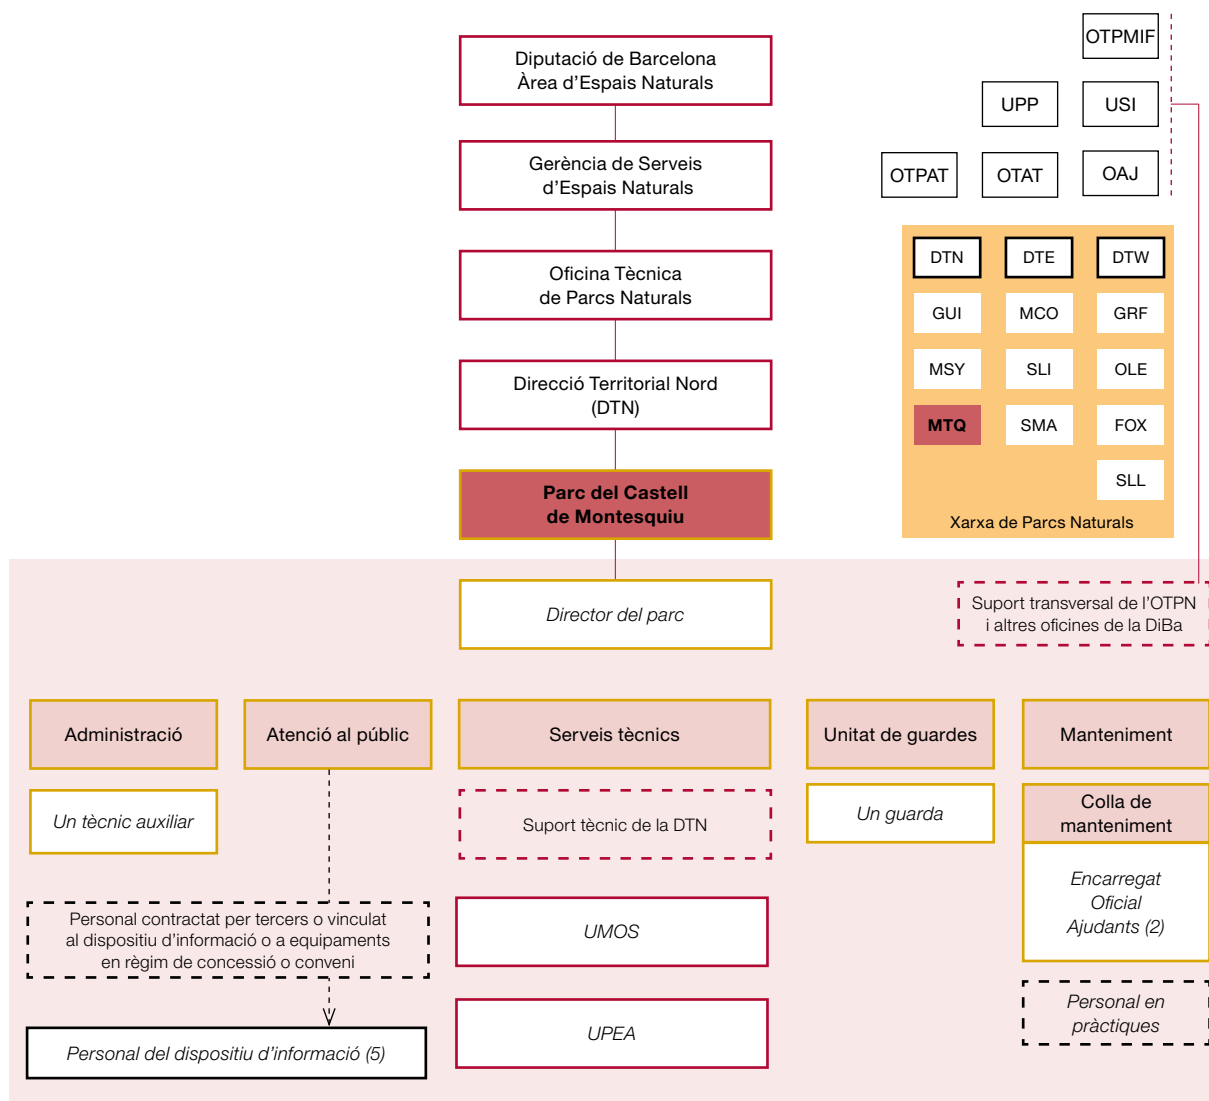 Diputació de Barcelona
Àrea d'Espais Naturals
Gerència de Serveis
d'Espais Naturals
Oficina Tècnica
de Parcs Naturals
Direcció Territorial Nord
(DTN)
Parc del Castell
de Montesquiu
Director del parc
OTPMIF
UPP
USI
OTPAT
OTAT
OAJ
DTN
DTE
DTW
GUI
MCO
GRF
MSY
SLI
OLE
MTQ
SMA
FOX
SLL
Xarxa de Parcs Naturals
Suport transversal de l'OTPN
i altres oficines de la DiBa
Administració
Atenció al públic
Serveis tècnics
Unitat de guardes
Manteniment
Un tècnic auxiliar
Suport tècnic de la DTN
Un guarda
Colla de
manteniment
Encarregat
Oficial
Ajudants (2)
Personal contractat per tercers o vinculat
al dispositiu d'informació o a equipaments
en règim de concessió o conveni
UMOS
Personal en
pràctiques
Personal del dispositiu d'informació (5)
UPEA